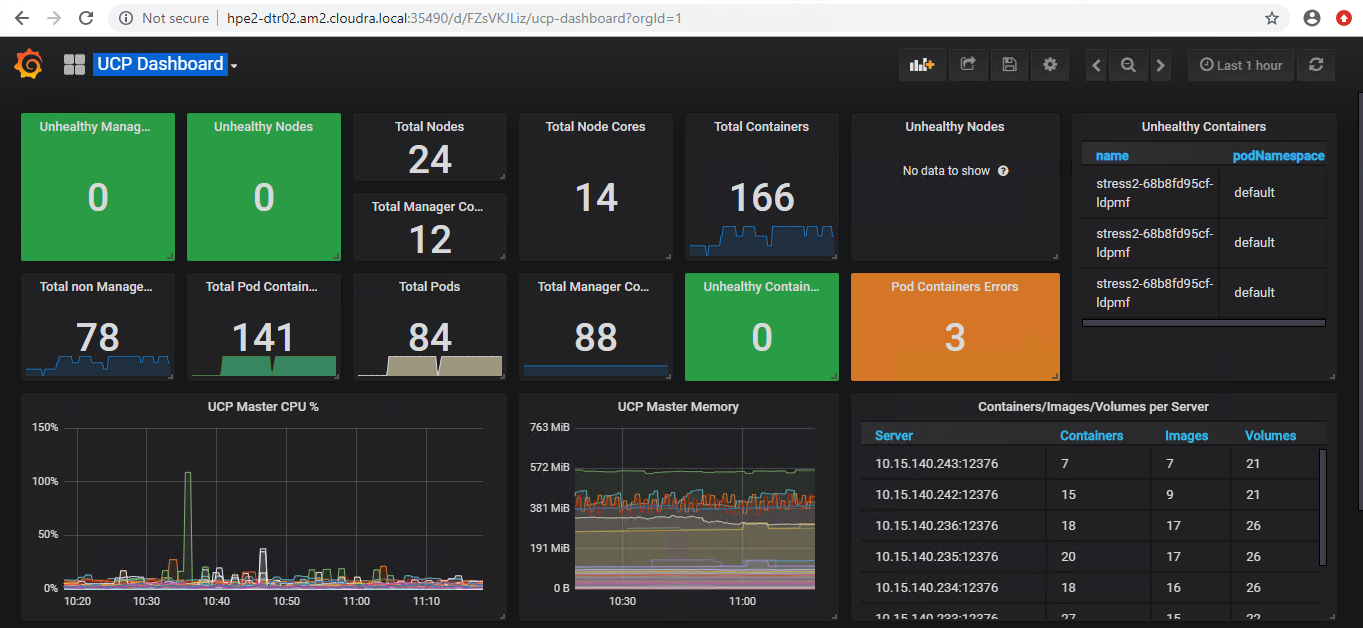 Not secure
hpe2-dtr02.am2.cloudra.local:35490/d/FZsVKJLiz/ucp-dashboard?orgId=1
UCP Dashboard
Last 1 hour
Unhealthy Manag...
0
Unhealthy Nodes
0
Total Nodes
24
Total Manager Co...
12
Total Node Cores
14
Total Containers
166
Unhealthy Nodes
No data to show ?
Unhealthy Containers
name podNamespace
stress2-68b8fd95cf-
ldpmf
default
stress2-68b8fd95cf-
ldpmf
default
stress2-68b8fd95cf-
ldpmf
default
Total non Manage...
78
Total Pod Contain...
141
Total Pods
84
Total Manager Co...
88
Unhealthy Contain...
0
Pod Containers Errors
3
UCP Master CPU %
150%
100%
50%
0%
10:20 10:30 10:40 10:50 11:00 11:10
UCP Master Memory
763 MiB
572 MiB
381 MiB
191 MiB
0 B
10:30 11:00
Containers/Images/Volumes per Server
Server Containers Images Volumes
10.15.140.243:12376 7 7 21
10.15.140.242:12376 15 9 21
10.15.140.236:12376 18 17 26
10.15.140.235:12376 20 17 26
10.15.140.234:12376 18 16 26
10.15.140.233:12376 27 15 22